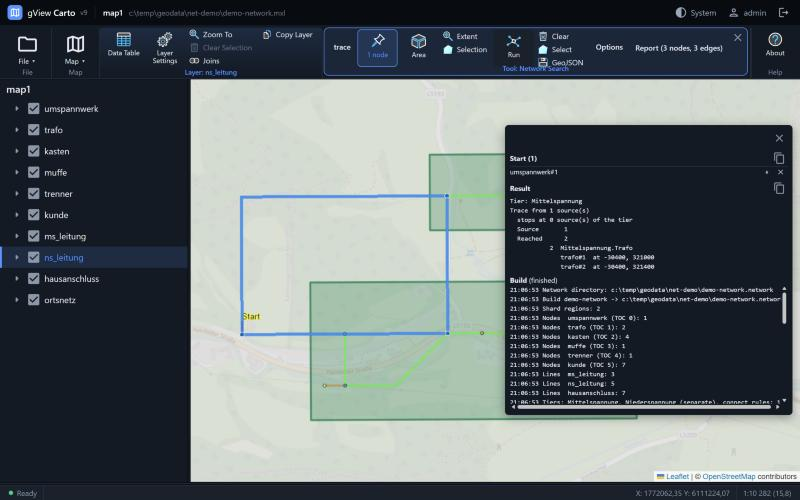 gView Carto v9 map1 c:\temp\geodata\net-demo\demo-network.mxl System admin
File Map Data Table Layer Settings Zoom To Clear Selection Joins Copy Layer trace 1 node Area Extent Selection Run Clear Select GeoJSON Options Report (3 nodes, 3 edges) About
File Map Layer: ns_leitung Tool: Network Search Help
map1
umspannwerk
trafo
kasten
muffe
trenner
kunde
ms_leitung
ns_leitung
hausanschluss
ortsnetz
Start
Start (1)
umspannwerk#1
Result
Tier: Mittelspannung
Trace from 1 source(s)
stops at 0 source(s) of the tier
Source 1
Reached 2
2 Mittelspannung.Trafo
trafo#1 at -30400, 321000
trafo#2 at -30400, 321400
Build (finished)
21:06:53 Network directory: c:\temp\geodata\net-demo\demo-network.network
21:06:53 Build demo-network -> c:\temp\geodata\net-demo\demo-network.networ
21:06:53 Shard regions: 2
21:06:53 Nodes umspannwerk (TOC 0): 1
21:06:53 Nodes trafo (TOC 1): 2
21:06:53 Nodes kasten (TOC 2): 4
21:06:53 Nodes muffe (TOC 3): 1
21:06:53 Nodes trenner (TOC 4): 1
21:06:53 Nodes kunde (TOC 5): 7
21:06:53 Lines ms_leitung: 3
21:06:53 Lines ns_leitung: 5
21:06:53 Lines hausanschluss: 7
21:06:53 Tiers: Mittelspannung, Niederspannung (separate), connect rules: 1
Leaflet | © OpenStreetMap contributors
Ready X: 1772062,35 Y: 6111224,07 1:10 282 (15,8)